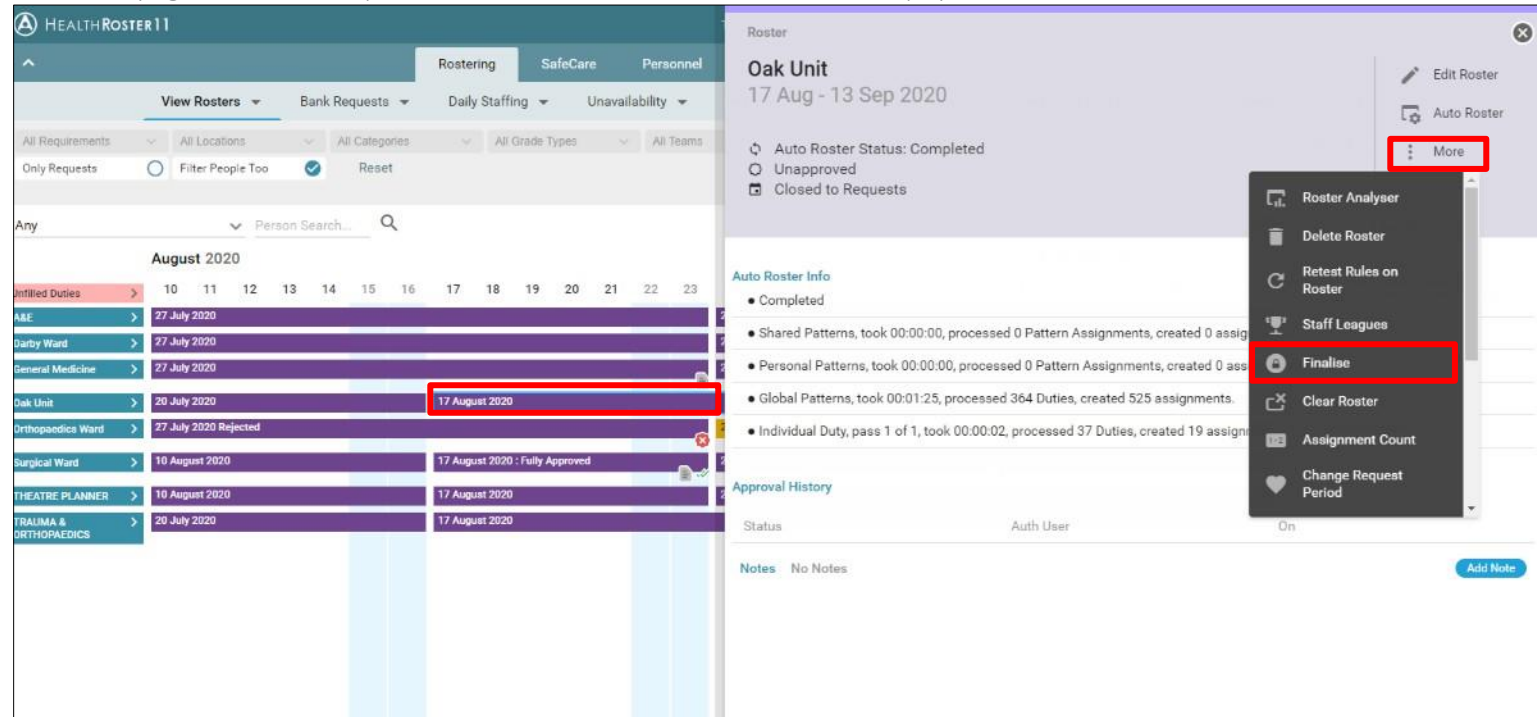 HEALTHROSTER11
Rostering SafeCare Personnel
View Rosters Bank Requests Daily Staffing Unavailability
All Requirements All Locations All Categories All Grade Types All Teams
Only Requests Filter People Too Reset
Any Person Search...
August 2020
Unfilled Duties 10 11 12 13 14 15 16 17 18 19 20 21 22 23
A&E 27 July 2020
Darby Ward 27 July 2020
General Medicine 27 July 2020
Oak Unit 20 July 2020 17 August 2020
Orthopaedics Ward 27 July 2020 Rejected
Surgical Ward 10 August 2020 17 August 2020 : Fully Approved
THEATRE PLANNER 10 August 2020 17 August 2020
TRAUMA & 20 July 2020 17 August 2020
ORTHOPAEDICS
Roster
Oak Unit
17 Aug - 13 Sep 2020
Auto Roster Status: Completed
Unapproved
Closed to Requests
Edit Roster
Auto Roster
More
Roster Analyser
Delete Roster
Retest Rules on
Roster
Staff Leagues
Finalise
Clear Roster
Assignment Count
Change Request
Period
Auto Roster Info
• Completed
• Shared Patterns, took 00:00:00, processed 0 Pattern Assignments, created 0 assig
• Personal Patterns, took 00:00:00, processed 0 Pattern Assignments, created 0 ass
• Global Patterns, took 00:01:25, processed 364 Duties, created 525 assignments.
• Individual Duty, pass 1 of 1, took 00:00:02, processed 37 Duties, created 19 assign
Approval History
Status Auth User On
Notes No Notes Add Note